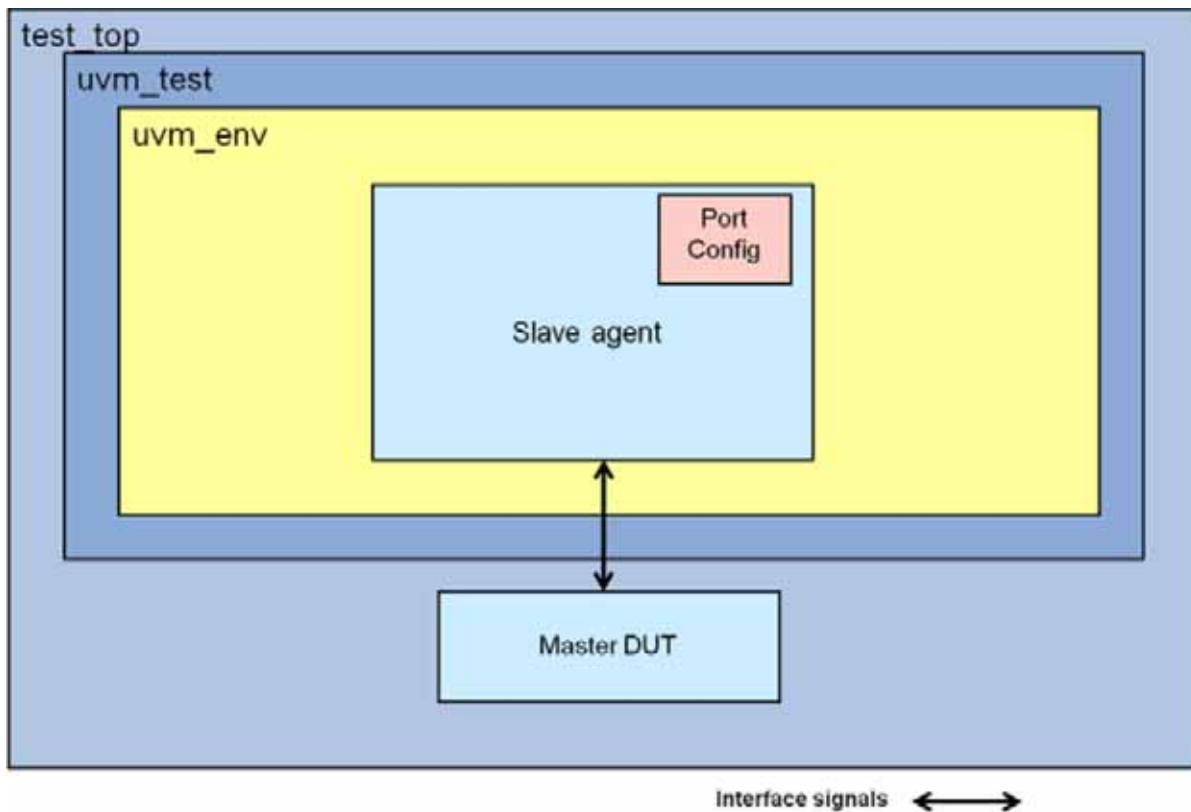 test_top
uvm_test
uvm_env
Port
Config
Slave agent
Master DUT
Interface signals